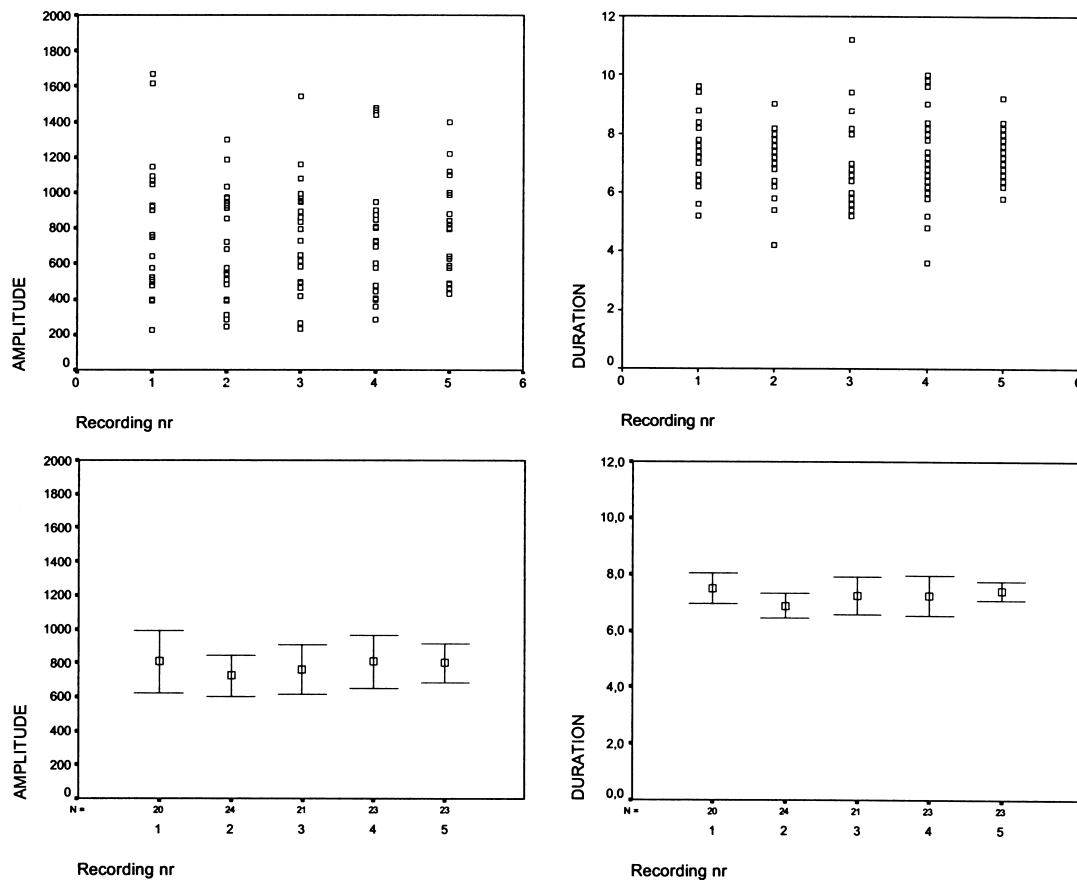 2000
1800
1600
1400
1200
1000
800
600
400
200
0
AMPLITUDE
0 1 2 3 4 5 6
Recording nr
12
10
8
6
4
2
0
DURATION
0 1 2 3 4 5 6
Recording nr
2000
1800
1600
1400
1200
1000
800
600
400
200
0
AMPLITUDE
N = 20 24 21 23 23
1 2 3 4 5
Recording nr
12,0
10,0
8,0
6,0
4,0
2,0
0,0
DURATION
N = 20 24 21 23 23
1 2 3 4 5
Recording nr